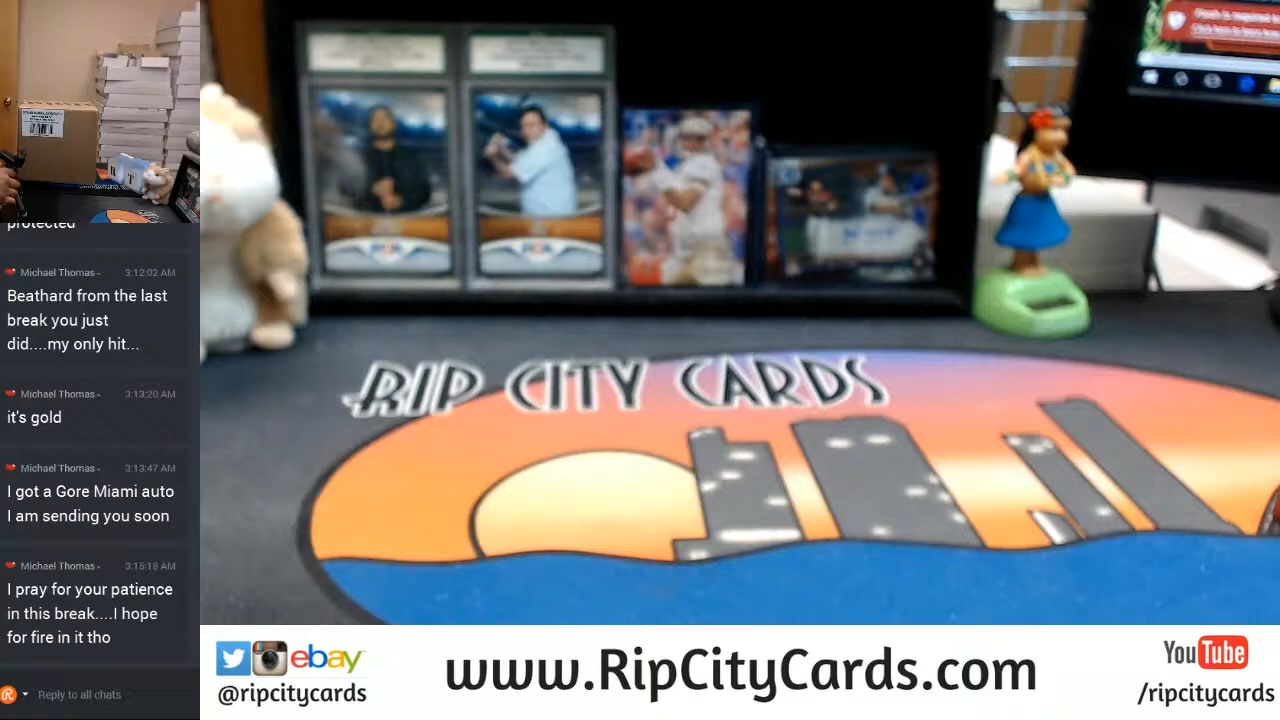 protected
Michael Thomas - 3:12:02 AM
Beathard from the last
break you just
did....my only hit...
Michael Thomas - 3:13:20 AM
it's gold
Michael Thomas - 3:13:47 AM
I got a Gore Miami auto
I am sending you soon
Michael Thomas - 3:15:18 AM
I pray for your patience
in this break....I hope
for fire in it tho
Reply to all chats
RIP CITY CARDS
ebay
@ripcitycards
www.RipCityCards.com
YouTube
/ripcitycards